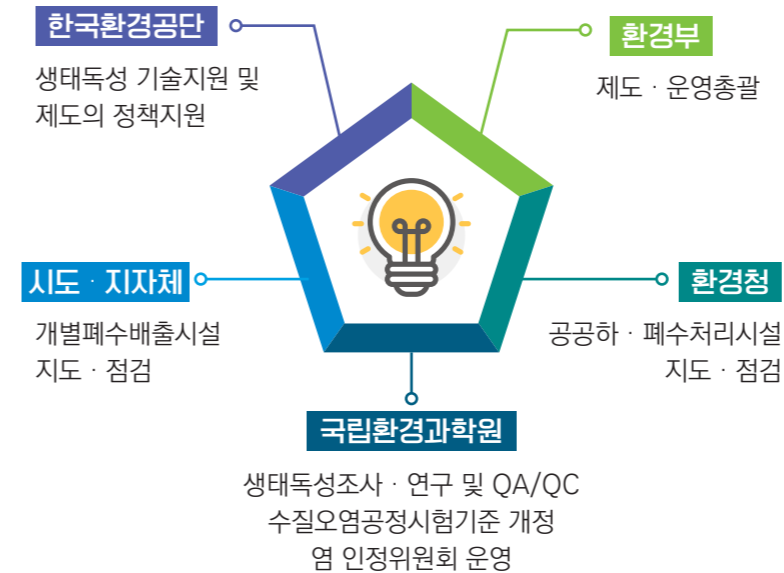 한국환경공단
생태독성 기술지원 및
제도의 정책지원
환경부
제도 · 운영총괄
시도 · 지자체
개별폐수배출시설
지도 · 점검
환경청
공공하 · 폐수처리시설
지도 · 점검
국립환경과학원
생태독성조사 · 연구 및 QA/QC
수질오염공정시험기준 개정
염 인정위원회 운영